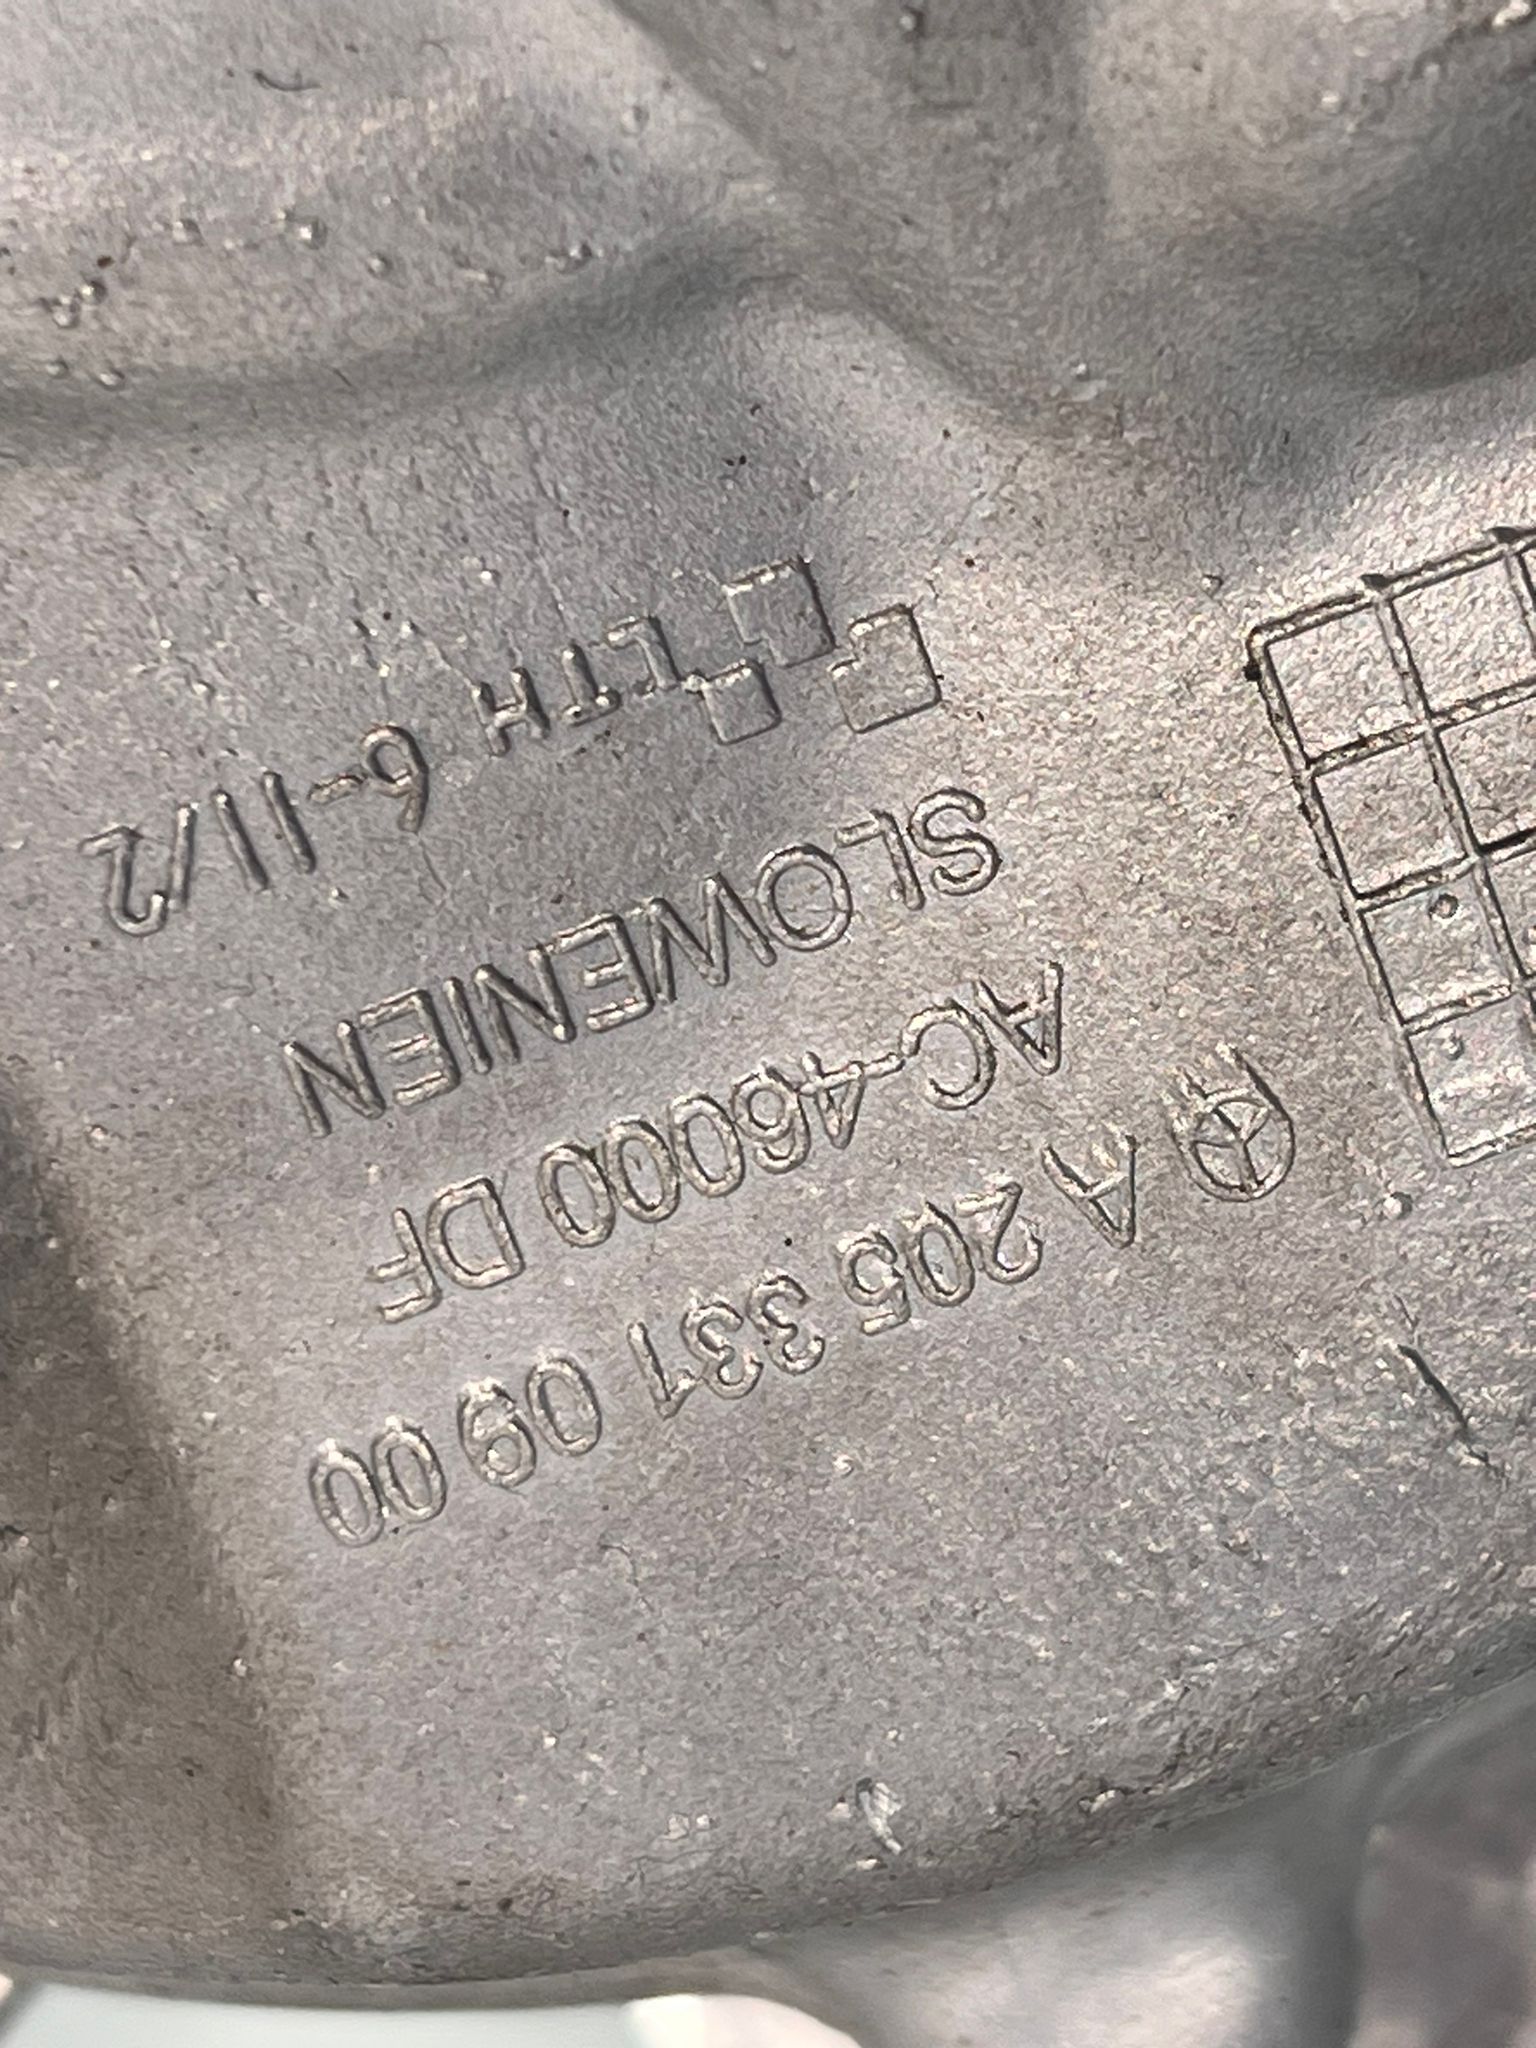 A 205 331 09 00
AC-46000 DF
SLOWENIEN
LTH 6-11/2